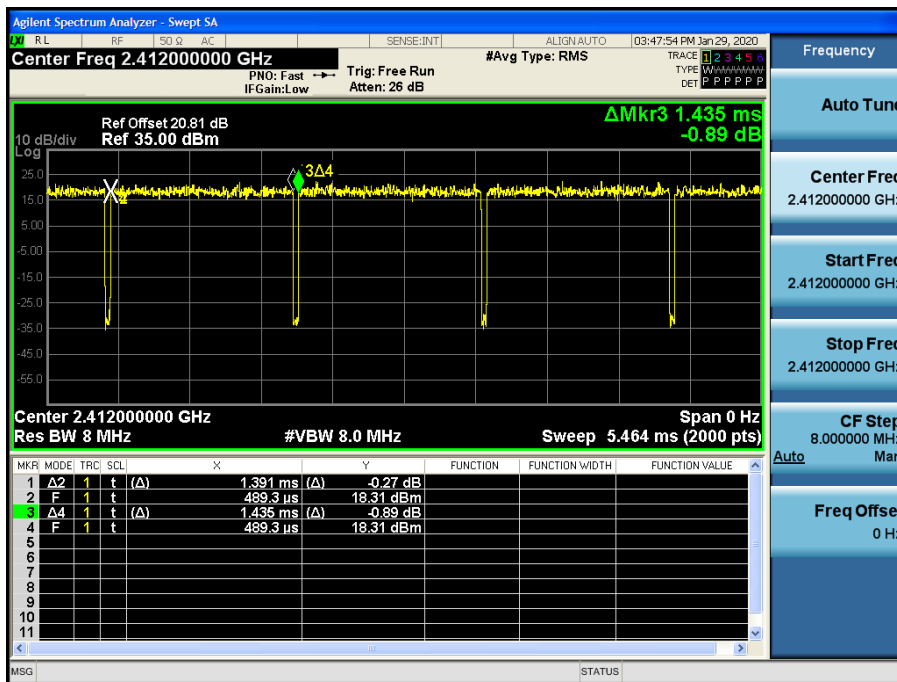 Agilent Spectrum Analyzer - Swept SA
LXI RL RF 50 Ω AC SENSE:INT ALIGN AUTO 03:47:54 PM Jan 29, 2020
Center Freq 2.412000000 GHz #Avg Type: RMS TRACE 1 2 3 4 5 6
PNO: Fast Trig: Free Run TYPE WWWWWW
IFGain:Low Atten: 26 dB DET P P P P P P
ΔMkr3 1.435 ms
-0.89 dB
Ref Offset 20.81 dB
10 dB/div Ref 35.00 dBm
Log
25.0
15.0
5.00
-5.00
-15.0
-25.0
-35.0
-45.0
-55.0
3Δ4
Center 2.412000000 GHz Span 0 Hz
Res BW 8 MHz #VBW 8.0 MHz Sweep 5.464 ms (2000 pts)
MKR MODE TRC SCL X Y FUNCTION FUNCTION WIDTH FUNCTION VALUE
1 Δ2 1 t (Δ) 1.391 ms (Δ) -0.27 dB
2 F 1 t 489.3 µs 18.31 dBm
3 Δ4 1 t (Δ) 1.435 ms (Δ) -0.89 dB
4 F 1 t 489.3 µs 18.31 dBm
5
6
7
8
9
10
11
MSG STATUS
Frequency
Auto Tune
Center Freq
2.412000000 GHz
Start Freq
2.412000000 GHz
Stop Freq
2.412000000 GHz
CF Step
8.000000 MHz
Auto Man
Freq Offset
0 Hz